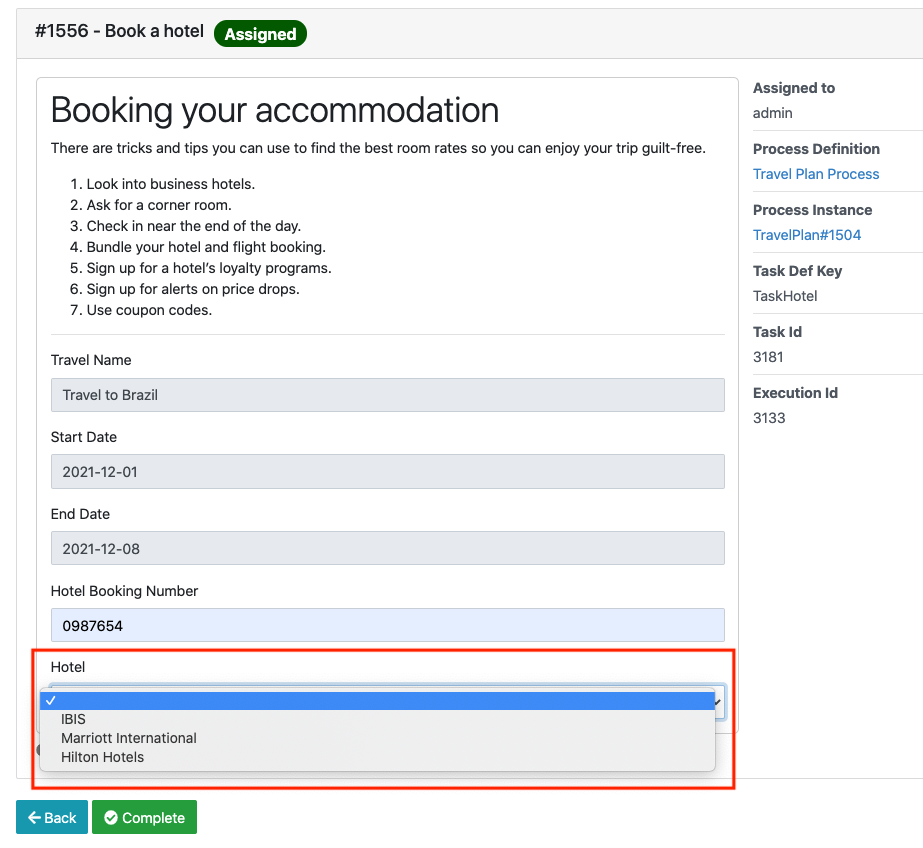 #1556 - Book a hotel Assigned
Booking your accommodation
There are tricks and tips you can use to find the best room rates so you can enjoy your trip guilt-free.
1. Look into business hotels.
2. Ask for a corner room.
3. Check in near the end of the day.
4. Bundle your hotel and flight booking.
5. Sign up for a hotel's loyalty programs.
6. Sign up for alerts on price drops.
7. Use coupon codes.
Travel Name
Travel to Brazil
Start Date
2021-12-01
End Date
2021-12-08
Hotel Booking Number
0987654
Hotel
IBIS
Marriott International
Hilton Hotels
Assigned to
admin
Process Definition
Travel Plan Process
Process Instance
TravelPlan#1504
Task Def Key
TaskHotel
Task Id
3181
Execution Id
3133
Back Complete